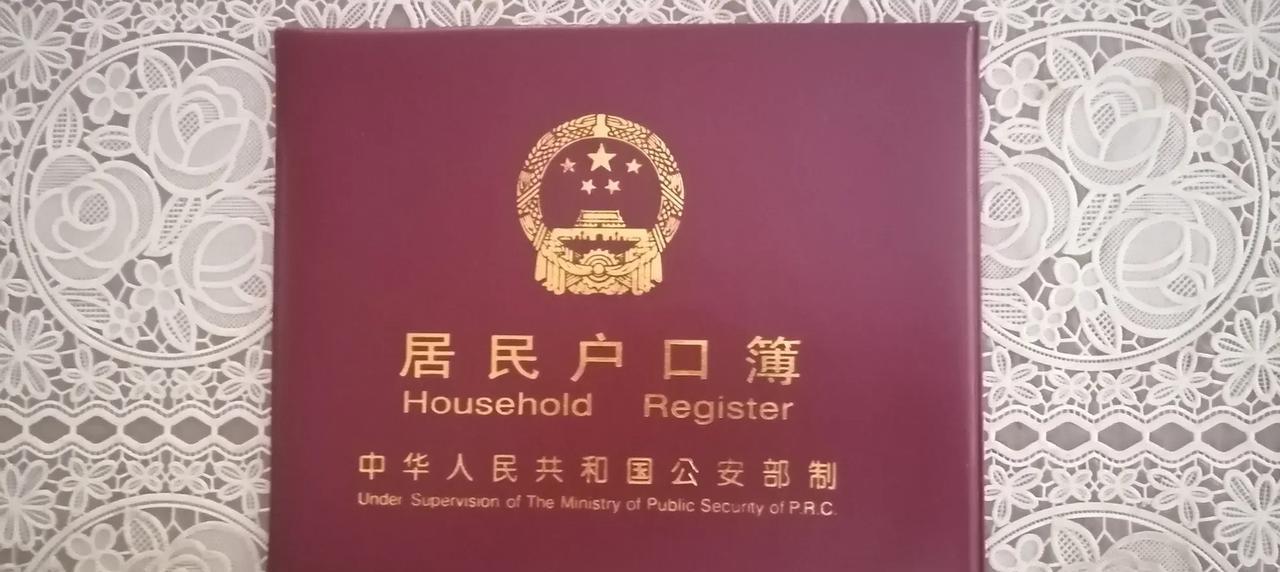 居民户口簿
Household Register
中华人民共和国公安部制
Under Supervision of The Ministry of Public Security of P.R.C.